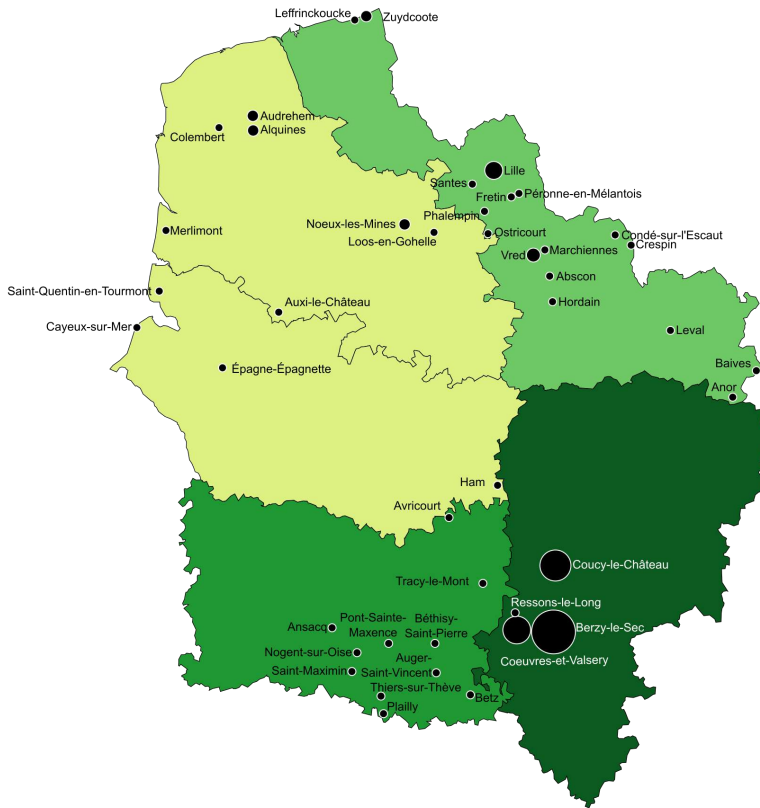 Leffrinckoucke
Zuydcoote
Audrehem
Alquines
Colembert
Lille
Santes
Péronne-en-Mélantois
Fretin
Phalempin
Noeux-les-Mines
Loos-en-Gohelle
Ostricourt
Condé-sur-l'Escaut
Crespin
Merlimont
Marchiennes
Vred
Abscon
Saint-Quentin-en-Tourmont
Auxi-le-Château
Hordain
Cayeux-sur-Mer
Leval
Épagne-Épagnette
Baives
Anor
Ham
Avricourt
Coucy-le-Château
Tracy-le-Mont
Ressons-le-Long
Ansacq
Pont-Sainte-
Maxence
Béthisy-
Saint-Pierre
Berzy-le-Sec
Nogent-sur-Oise
Auger-
Saint-Vincent
Coeuvres-et-Valsery
Saint-Maximin
Thiers-sur-Thève
Betz
Plailly